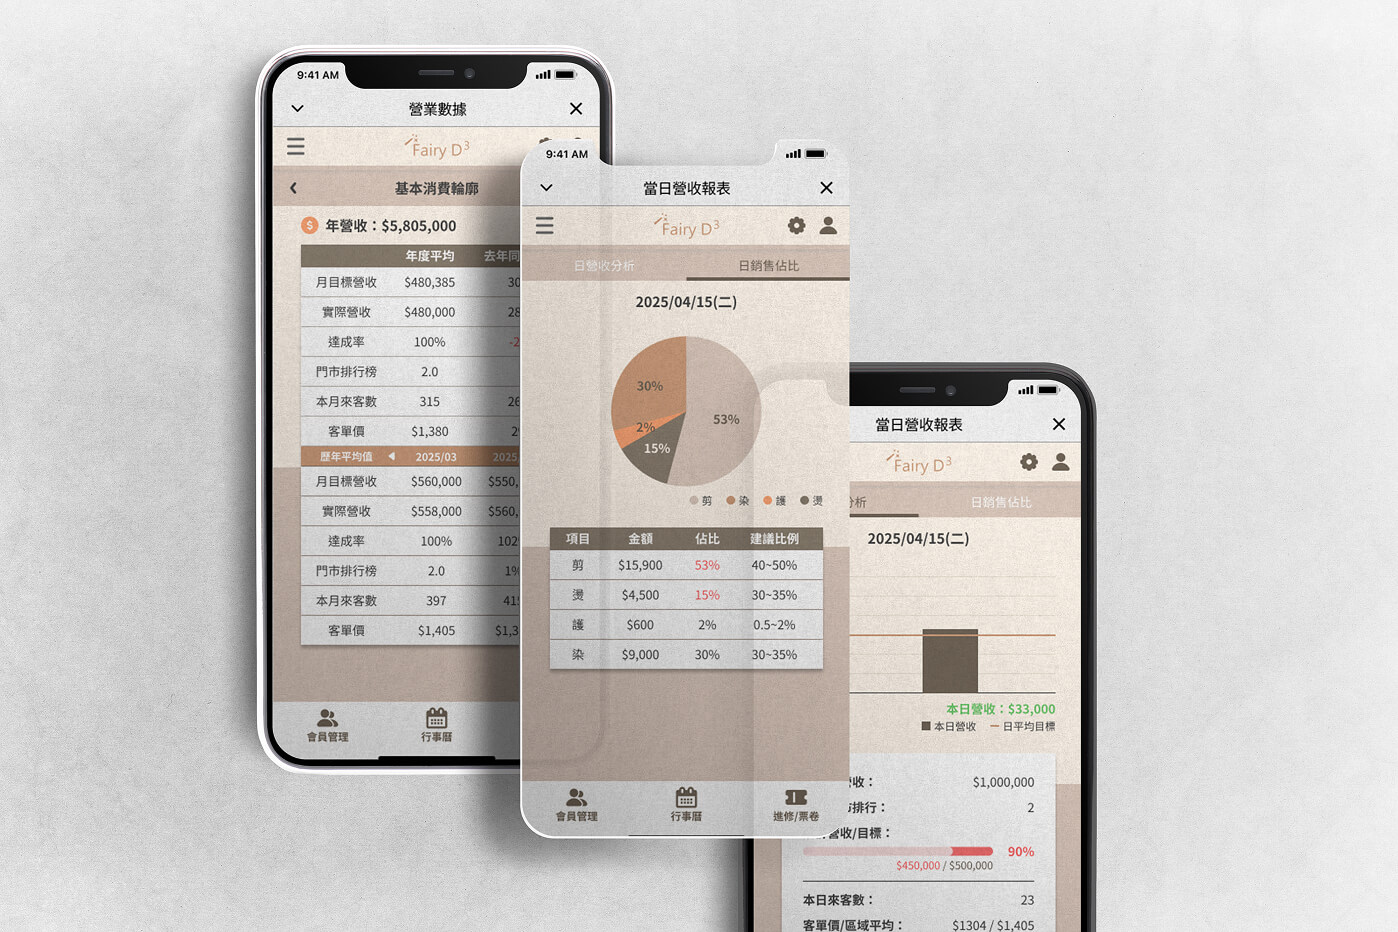 9:41 AM
營業數據
Fairy D³
基本消費輪廓
$ 年營收：$5,805,000
年度平均 去年同
月目標營收 $480,385 30
實際營收 $480,000 28
達成率 100% -2
門市排行榜 2.0
本月來客數 315 26
客單價 $1,380 2
歷年平均值 ◀ 2025/03 2025
月目標營收 $560,000 $550,
實際營收 $558,000 $560,
達成率 100% 102
門市排行榜 2.0 1%
本月來客數 397 41
客單價 $1,405 $1,3
會員管理 行事曆
9:41 AM
當日營收報表
Fairy D³
日營收分析 日銷售佔比
2025/04/15(二)
30%
53%
2%
15%
剪 染 護 燙
項目 金額 佔比 建議比例
剪 $15,900 53% 40~50%
燙 $4,500 15% 30~35%
護 $600 2% 0.5~2%
染 $9,000 30% 30~35%
會員管理 行事曆 進修/票卷
當日營收報表
Fairy D³
分析 日銷售佔比
2025/04/15(二)
本日營收：$33,000
本日營收 日平均目標
收： $1,000,000
市排行： 2
營收/目標：
90%
$450,000 / $500,000
本日來客數： 23
客單價/區域平均： $1304 / $1,405